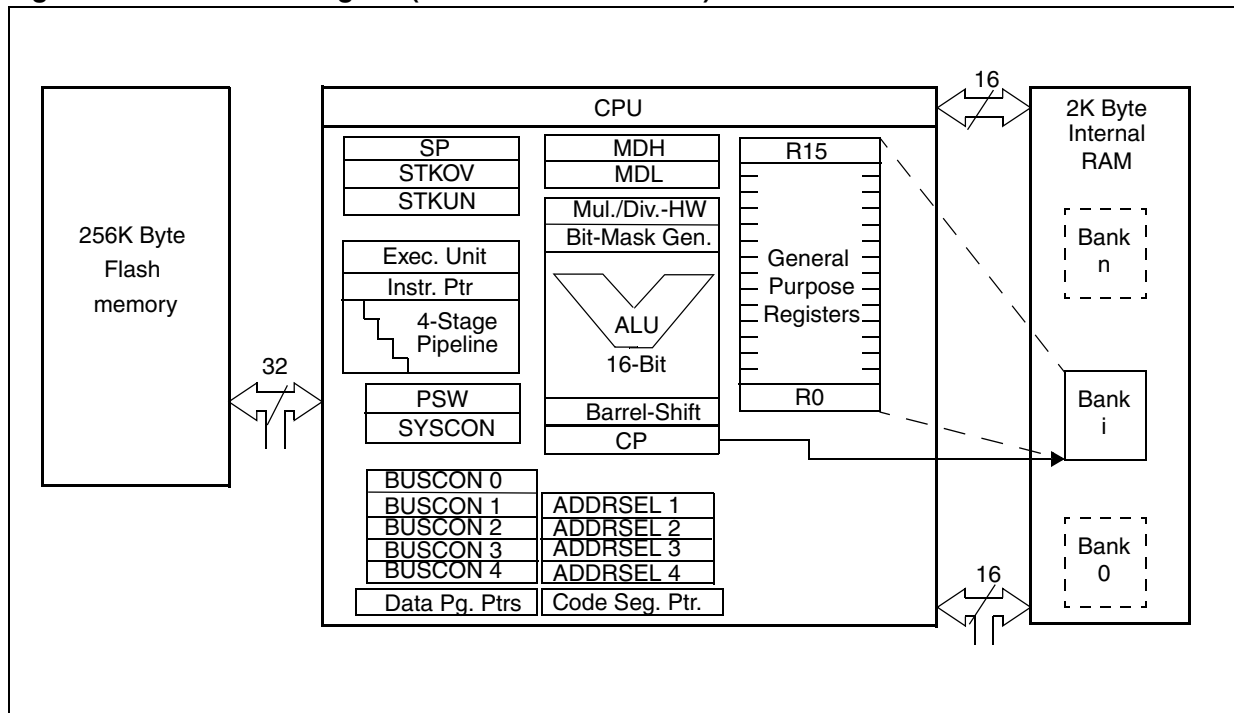 256K Byte
Flash
memory
32
CPU
SP
STKOV
STKUN
Exec. Unit
Instr. Ptr
4-Stage
Pipeline
PSW
SYSCON
BUSCON 0
BUSCON 1
BUSCON 2
BUSCON 3
BUSCON 4
Data Pg. Ptrs
MDH
MDL
Mul./Div.-HW
Bit-Mask Gen.
ALU
16-Bit
Barrel-Shift
CP
ADDRSEL 1
ADDRSEL 2
ADDRSEL 3
ADDRSEL 4
Code Seg. Ptr.
R15
General
Purpose
Registers
R0
16
16
2K Byte
Internal
RAM
Bank
n
Bank
i
Bank
0